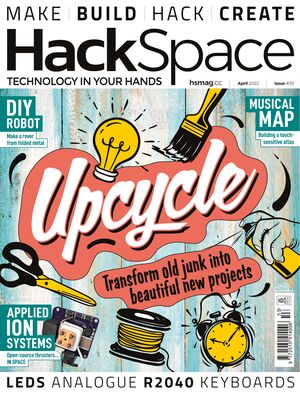 MAKE BUILD HACK CREATE
HackSpace
TECHNOLOGY IN YOUR HANDS
hsmag.cc April 2022 Issue #53
DIY
ROBOT
Make a rover
from folded metal
MUSICAL
MAP
Building a touch-
sensitive atlas
Upcycle
Transform old junk into
beautiful new projects
APPLIED
ION
SYSTEMS
Open-source thrusters...
IN SPACE
LEDS ANALOGUE R2040 KEYBOARDS